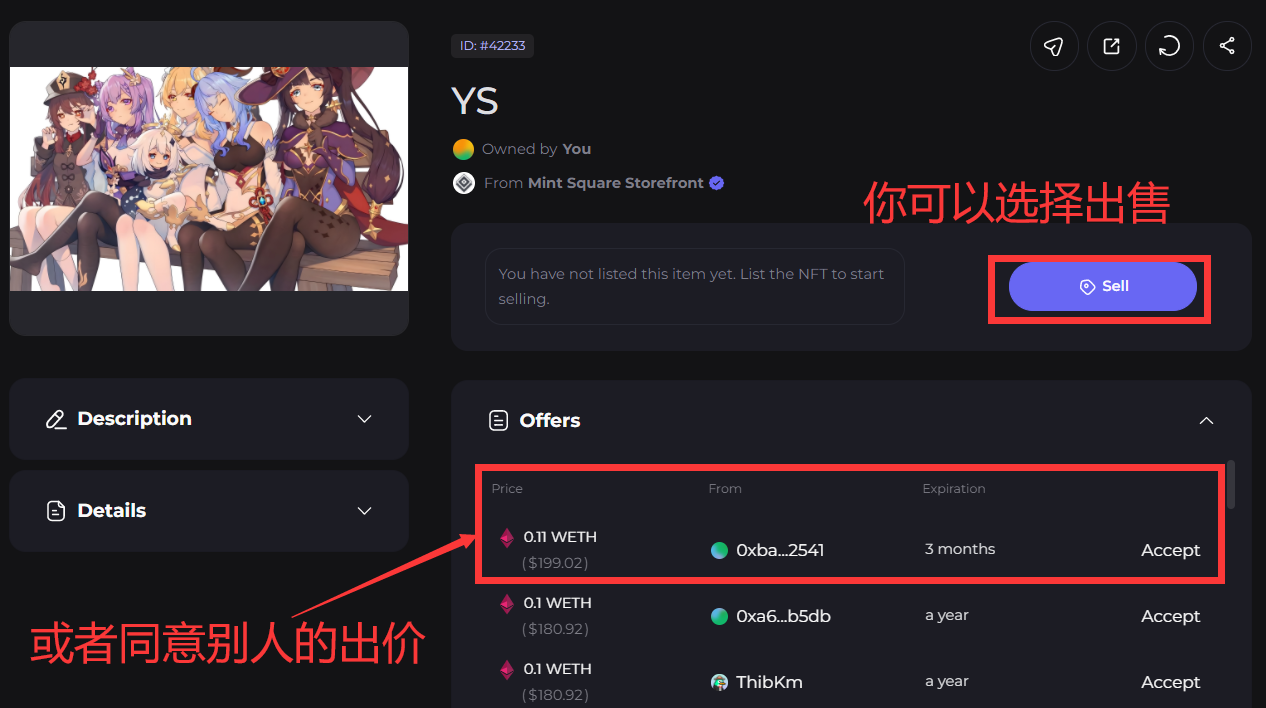 ID: #42233
YS
Owned by You
From Mint Square Storefront
你可以选择出售
You have not listed this item yet. List the NFT to start
selling.
Sell
Description
Details
Offers
Price From Expiration
0.11 WETH
($199.02)
0xba...2541
3 months
Accept
0.1 WETH
($180.92)
0xa6...b5db
a year
Accept
0.1 WETH
($180.92)
ThibKm
a year
Accept
或者同意别人的出价